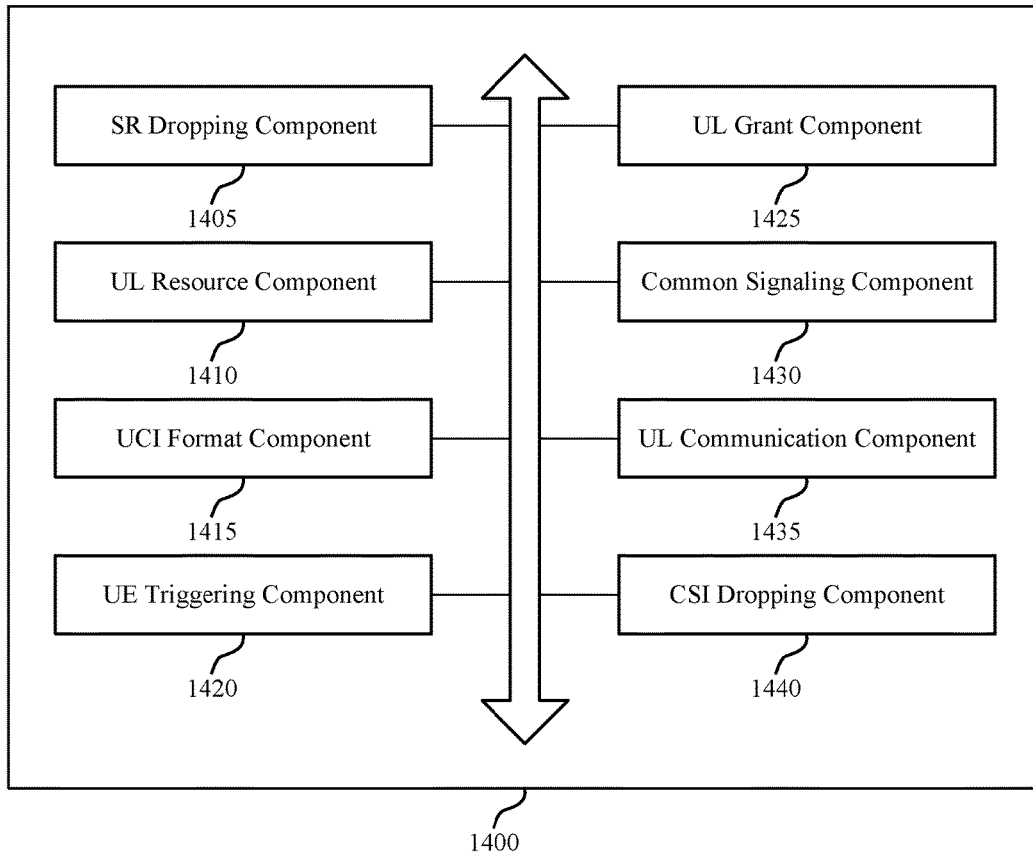 SR Dropping Component
UL Grant Component
1405
1425
UL Resource Component
Common Signaling Component
1410
1430
UCI Format Component
UL Communication Component
1415
1435
UE Triggering Component
CSI Dropping Component
1420
1440
1400